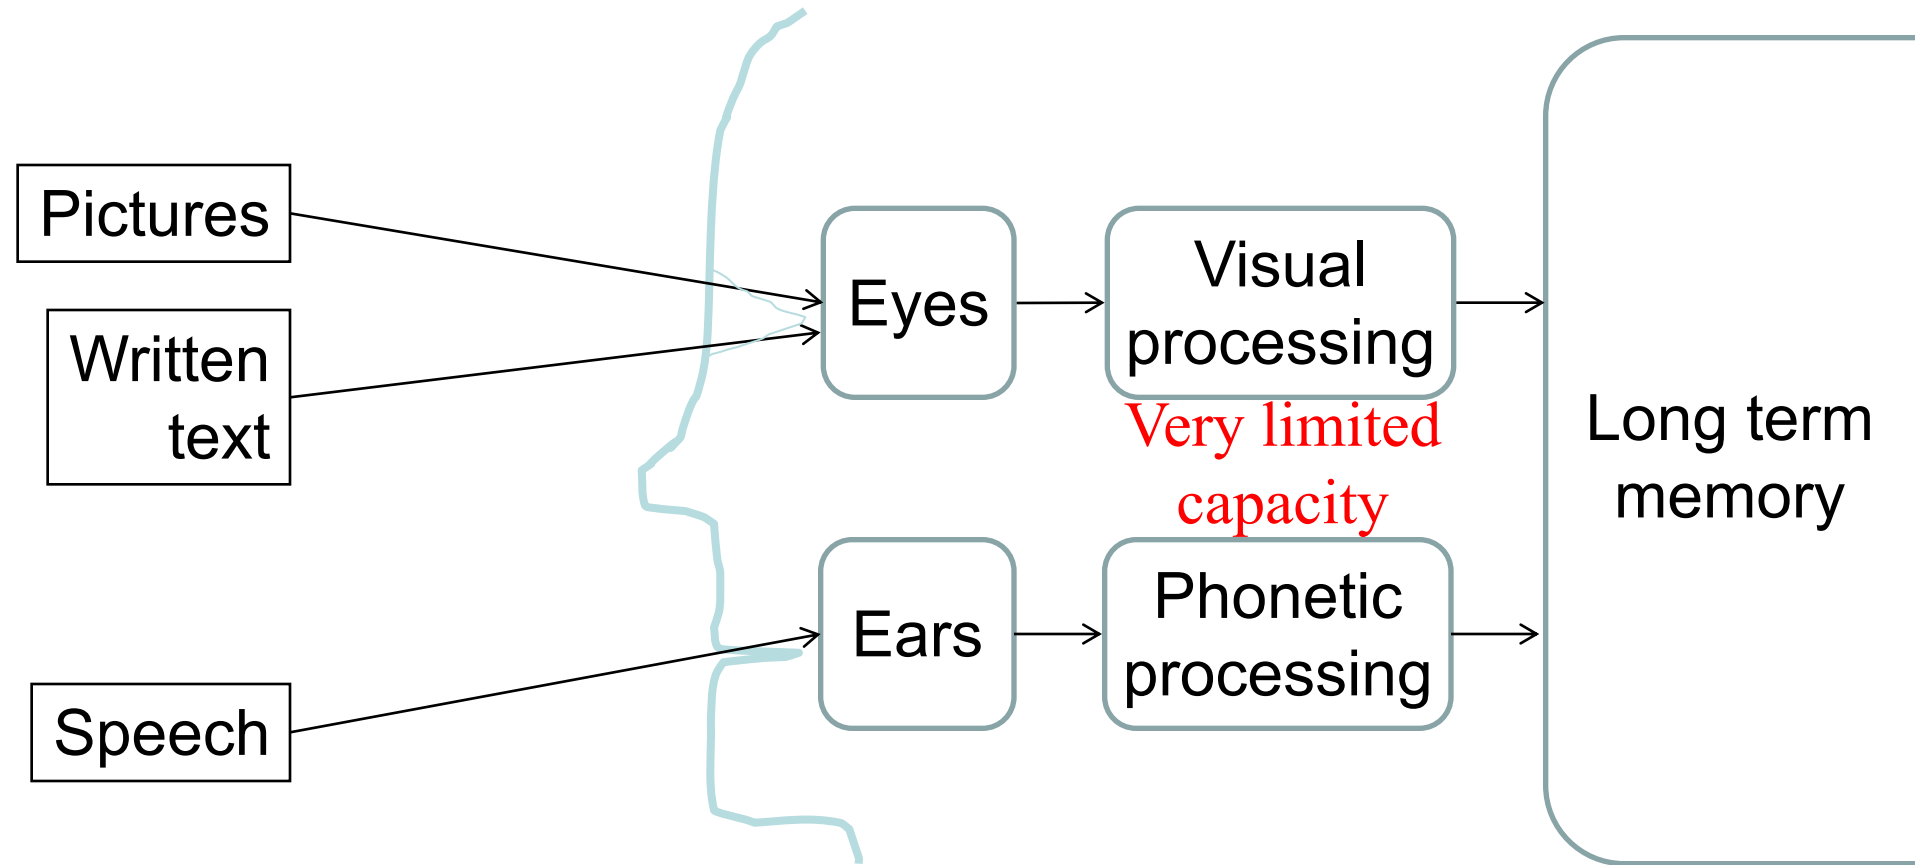 Pictures
Written
text
Speech
Eyes
Visual
processing
Very limited
capacity
Ears
Phonetic
processing
Long term
memory